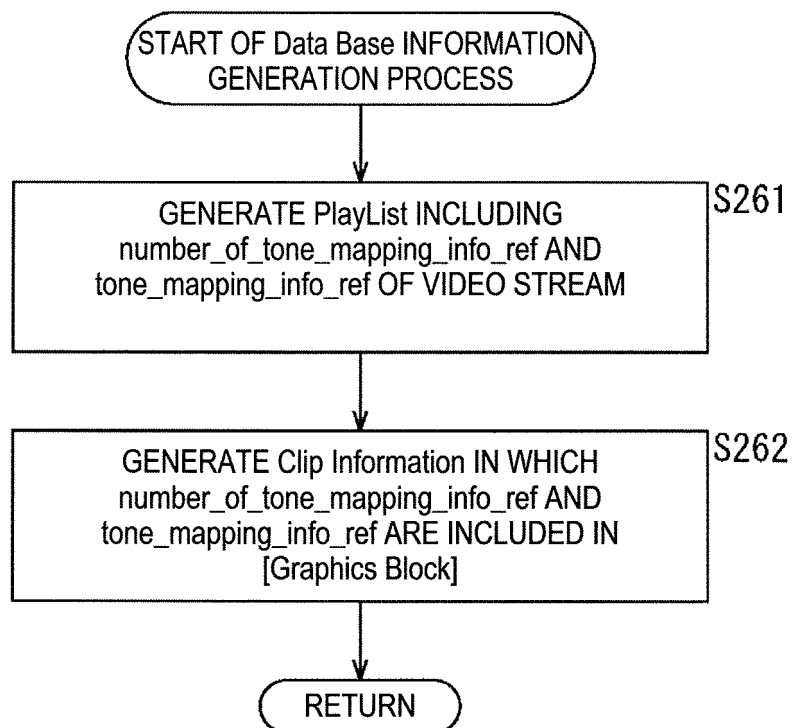 START OF Data Base INFORMATION
GENERATION PROCESS
S261
GENERATE PlayList INCLUDING
number_of_tone_mapping_info_ref AND
tone_mapping_info_ref OF VIDEO STREAM
S262
GENERATE Clip Information IN WHICH
number_of_tone_mapping_info_ref AND
tone_mapping_info_ref ARE INCLUDED IN
[Graphics Block]
RETURN